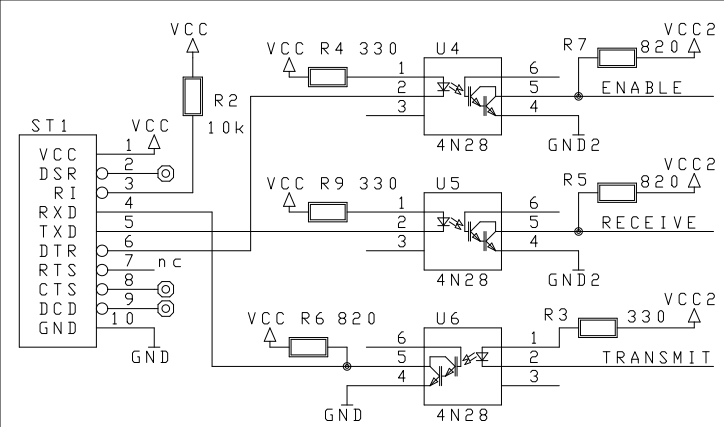 VCC
VCC R4 330 U4
R7 820 VCC2
1 6
2 5 ENABLE
3 4
R2
10k
4N28 GND2
ST1 VCC
VCC 1
DSR 2
RI 3
RXD 4
TXD 5
DTR 6
RTS 7 nc
CTS 8
DCD 9
GND 10
GND
VCC R9 330 U5
R5 820 VCC2
1 6
2 5 RECEIVE
3 4
4N28 GND2
VCC R6 820 U6
R3 330 VCC2
6 1
5 2 TRANSMIT
4 3
GND 4N28